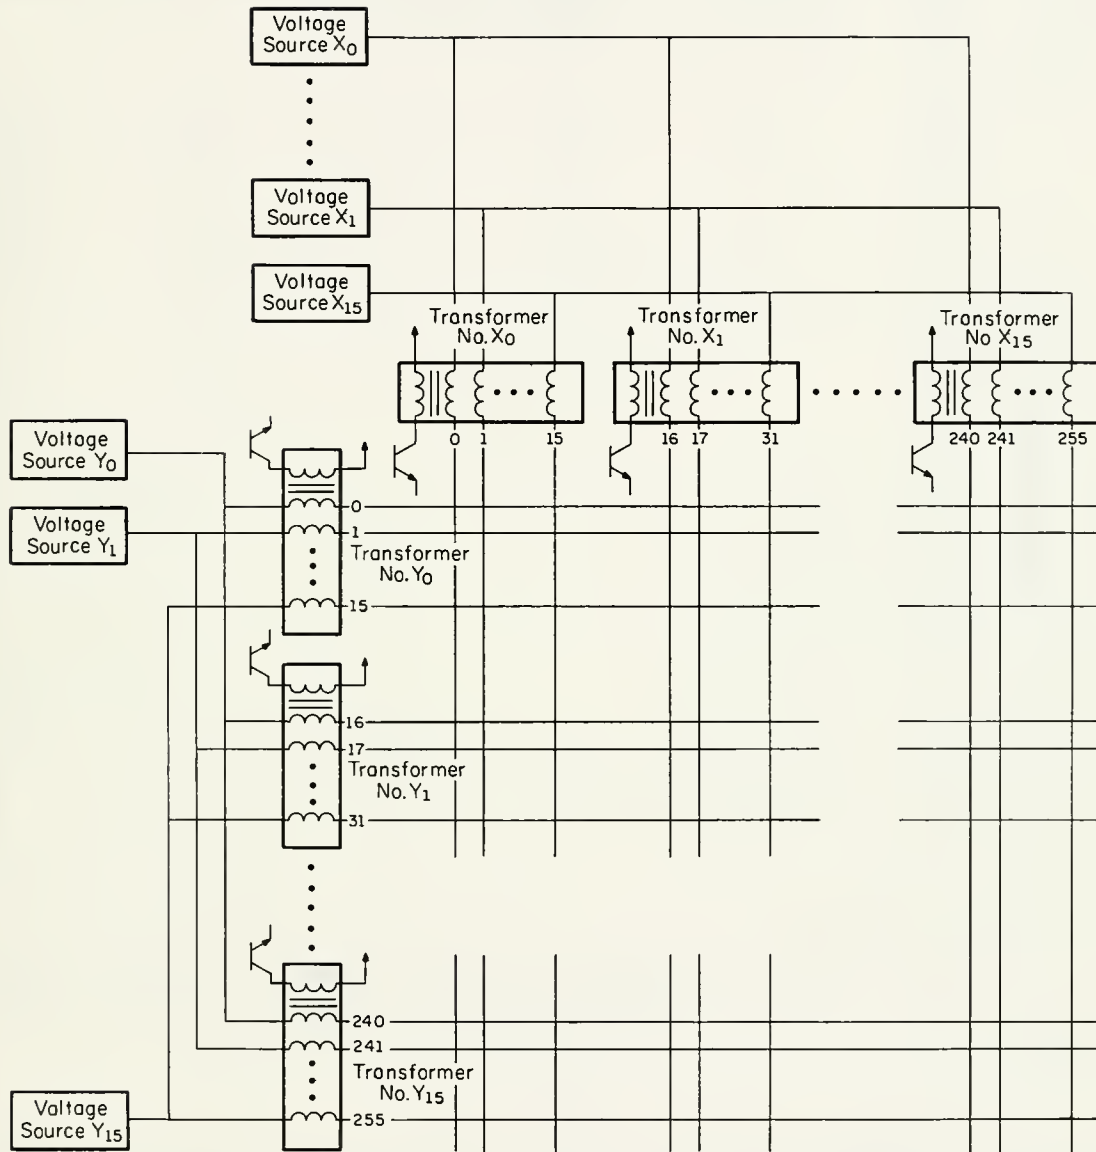 Voltage
Source X₀
Voltage
Source X₁
Voltage
Source X₁₅
Transformer
No. X₀
Transformer
No. X₁
Transformer
No X₁₅
0 1 15
16 17 31
240 241 255
Voltage
Source Y₀
Voltage
Source Y₁
0
1
Transformer
No. Y₀
15
16
17
Transformer
No. Y₁
31
240
241
Transformer
No. Y₁₅
255
Voltage
Source Y₁₅